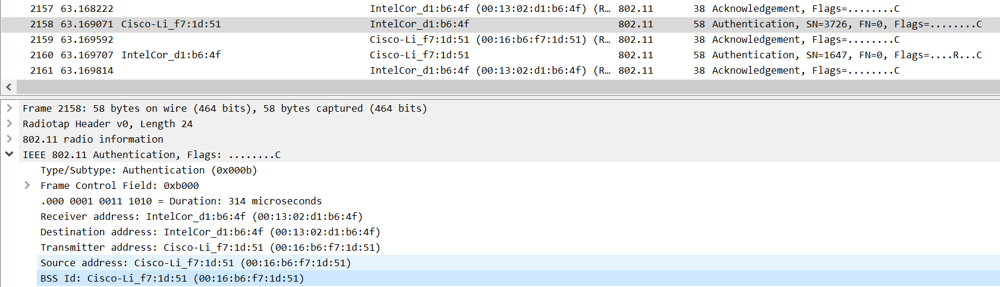 2157 63.168222 IntelCor_d1:b6:4f (00:13:02:d1:b6:4f) (R… 802.11 38 Acknowledgement, Flags=........C
2158 63.169071 Cisco-Li_f7:1d:51 IntelCor_d1:b6:4f 802.11 58 Authentication, SN=3726, FN=0, Flags=........C
2159 63.169592 Cisco-Li_f7:1d:51 (00:16:b6:f7:1d:51) (R… 802.11 38 Acknowledgement, Flags=........C
2160 63.169707 IntelCor_d1:b6:4f Cisco-Li_f7:1d:51 802.11 58 Authentication, SN=1647, FN=0, Flags=....R...C
2161 63.169814 IntelCor_d1:b6:4f (00:13:02:d1:b6:4f) (R… 802.11 38 Acknowledgement, Flags=........C
Frame 2158: 58 bytes on wire (464 bits), 58 bytes captured (464 bits)
Radiotap Header v0, Length 24
802.11 radio information
IEEE 802.11 Authentication, Flags: ........C
Type/Subtype: Authentication (0x000b)
Frame Control Field: 0xb000
.000 0001 0011 1010 = Duration: 314 microseconds
Receiver address: IntelCor_d1:b6:4f (00:13:02:d1:b6:4f)
Destination address: IntelCor_d1:b6:4f (00:13:02:d1:b6:4f)
Transmitter address: Cisco-Li_f7:1d:51 (00:16:b6:f7:1d:51)
Source address: Cisco-Li_f7:1d:51 (00:16:b6:f7:1d:51)
BSS Id: Cisco-Li_f7:1d:51 (00:16:b6:f7:1d:51)